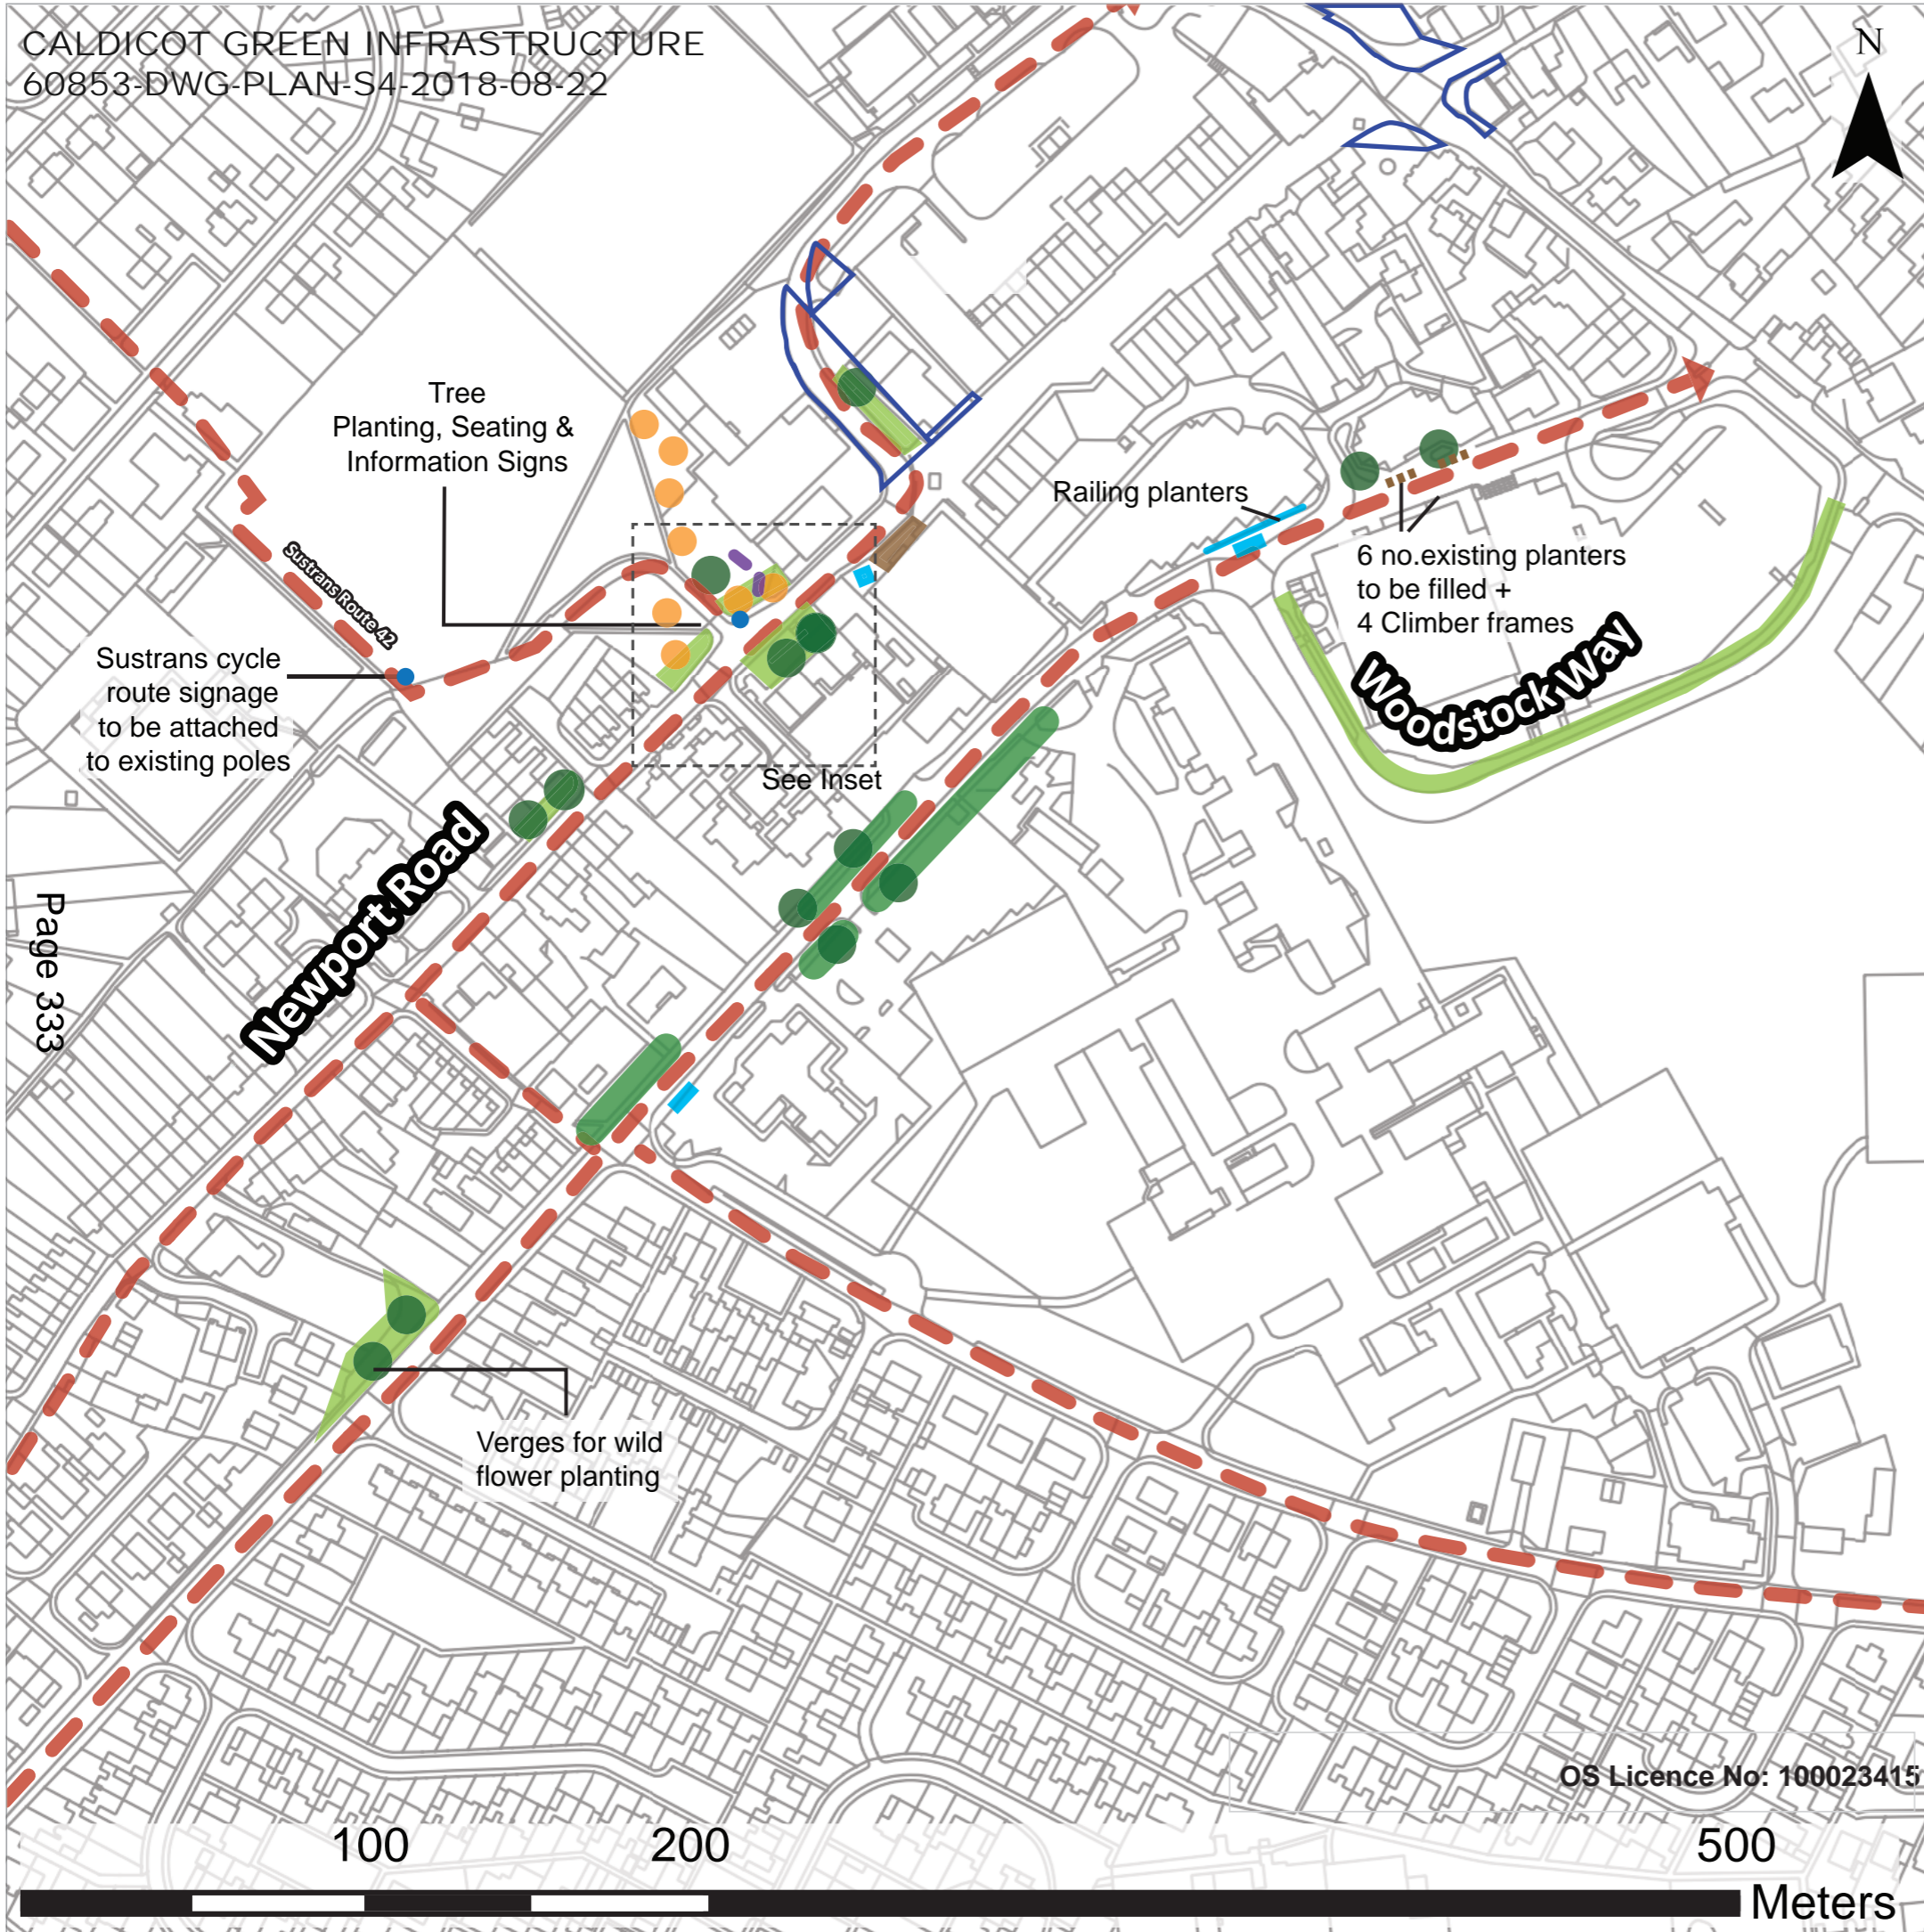 CALDICOT GREEN INFRASTRUCTURE
60853-DWG-PLAN-S4-2018-08-22
N
Tree
Planting, Seating &
Information Signs
Railing planters
6 no.existing planters
to be filled +
4 Climber frames
Sustrans Route 42
Sustrans cycle
route signage
to be attached
to existing poles
Woodstock Way
See Inset
Newport Road
Page 333
Verges for wild
flower planting
OS Licence No: 100023415
100 200 500
Meters